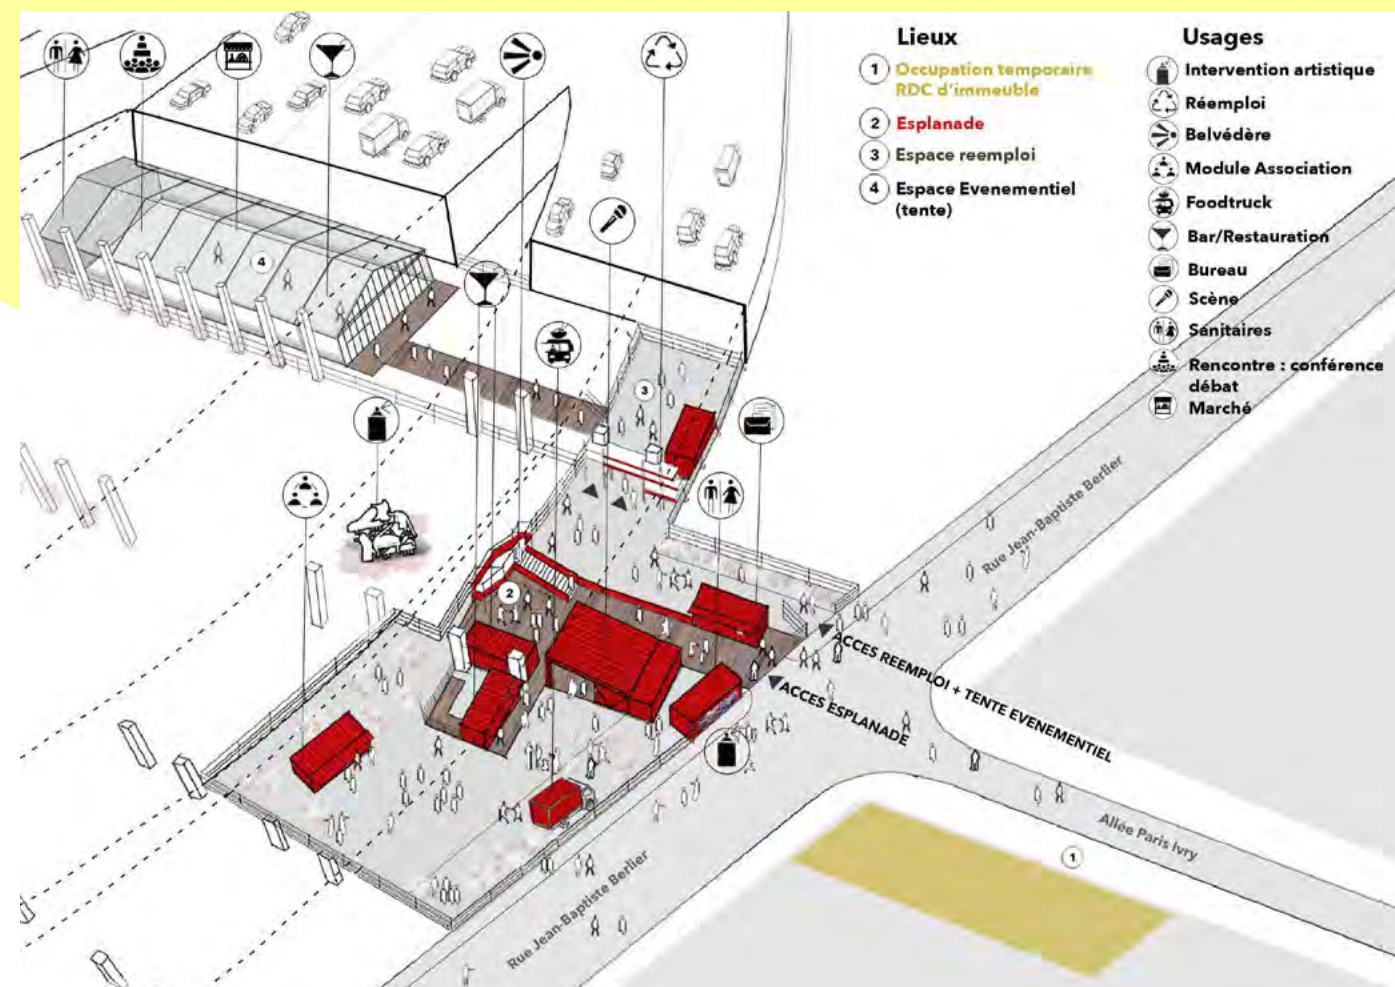 Lieux
1 Occupation temporaire
RDC d'immeuble
2 Esplanade
3 Espace reemploi
4 Espace Evenementiel
(tente)
Usages
Intervention artistique
Réemploi
Belvédère
Module Association
Foodtruck
Bar/Restauration
Bureau
Scène
Sanitaires
Rencontre : conférence
débat
Marché
4
3
2
1
Rue Jean-Baptiste Berlier
ACCES REEMPLOI + TENTE EVENEMENTIEL
ACCES ESPLANADE
Allée Paris Ivry
Rue Jean-Baptiste Berlier